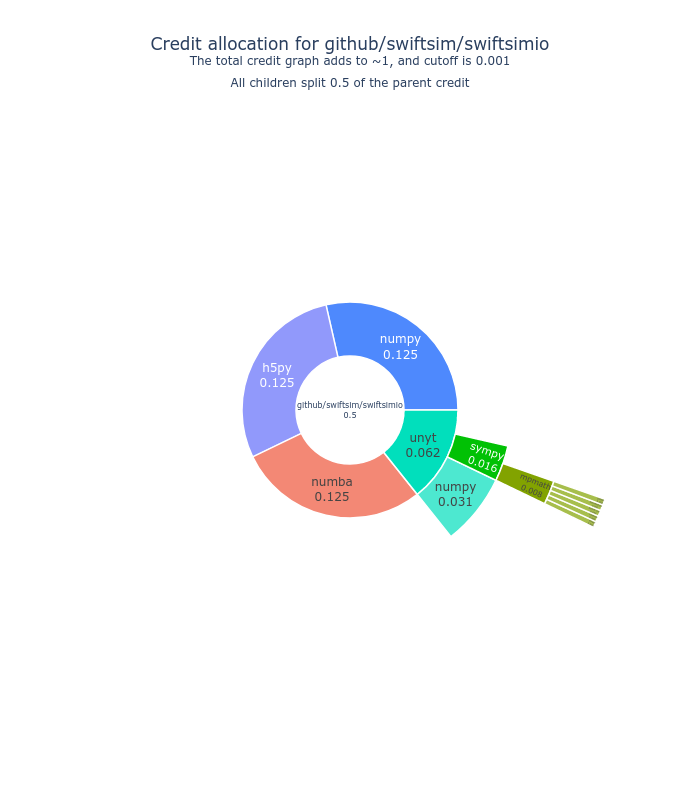 Credit allocation for github/swiftsim/swiftsimio
The total credit graph adds to ~1, and cutoff is 0.001
All children split 0.5 of the parent credit
numpy
0.125
h5py
0.125
github/swiftsim/swiftsimio
0.5
unyt
0.062
sympy
0.016
numpy
0.031
mpmath
0.008
numba
0.125